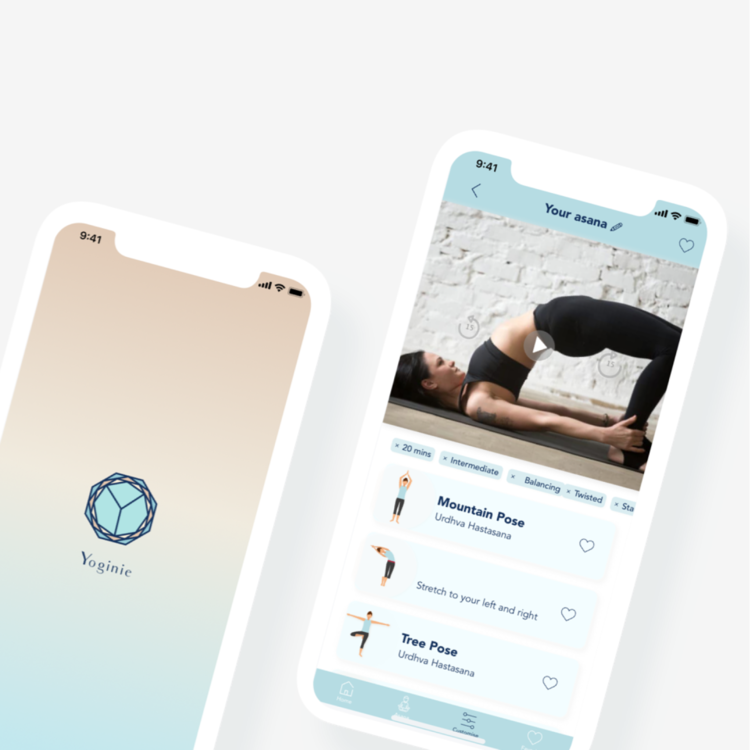 9:41
Yoginie
9:41
Your asana
15
15
× 20 mins
× Intermediate
× Balancing
× Twisted
× Sta
Mountain Pose
Urdhva Hastasana
Stretch to your left and right
Tree Pose
Urdhva Hastasana
Home
Customise